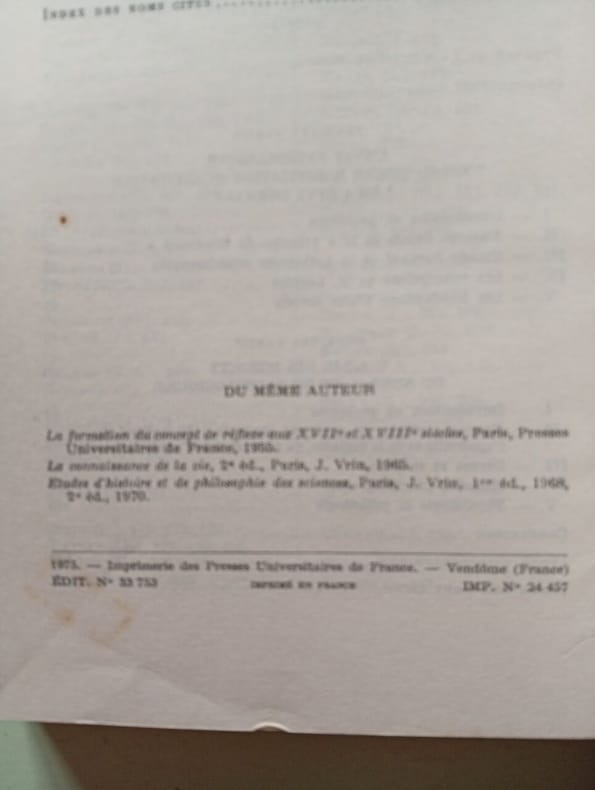 INDEX DES NOMS CITÉS
DU MÊME AUTEUR
La formation du concept de réflexe aux XVIIe et XVIIIe siècles, Paris, Presses
Universitaires de France, 1955.
La connaissance de la vie, 2e éd., Paris, J. Vrin, 1965.
Etudes d'histoire et de philosophie des sciences, Paris, J. Vrin, 1re éd., 1968,
2e éd., 1970.
1975. — Imprimerie des Presses Universitaires de France. — Vendôme (France)
ÉDIT. No 33 753 IMPRIMÉ EN FRANCE IMP. No 24 457